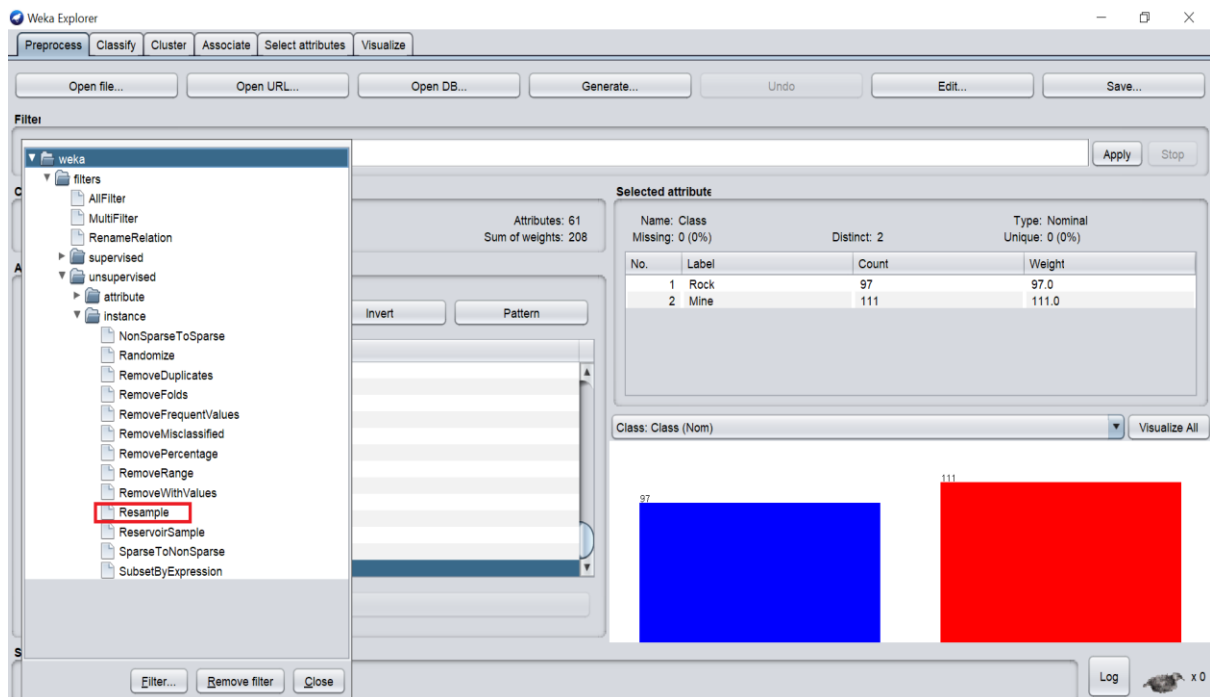 Weka Explorer
Preprocess Classify Cluster Associate Select attributes Visualize
Open file... Open URL... Open DB... Generate... Undo Edit... Save...
Filter
weka
Apply Stop
filters
AllFilter
MultiFilter
RenameRelation
supervised
unsupervised
attribute
instance
NonSparseToSparse
Randomize
RemoveDuplicates
RemoveFolds
RemoveFrequentValues
RemoveMisclassified
RemovePercentage
RemoveRange
RemoveWithValues
Resample
ReservoirSample
SparseToNonSparse
SubsetByExpression
Filter... Remove filter Close
Attributes: 61
Sum of weights: 208
Invert Pattern
Selected attribute
Name: Class Type: Nominal
Missing: 0 (0%) Distinct: 2 Unique: 0 (0%)
No. Label Count Weight
1 Rock 97 97.0
2 Mine 111 111.0
Class: Class (Nom) Visualize All
97
111
Log x 0